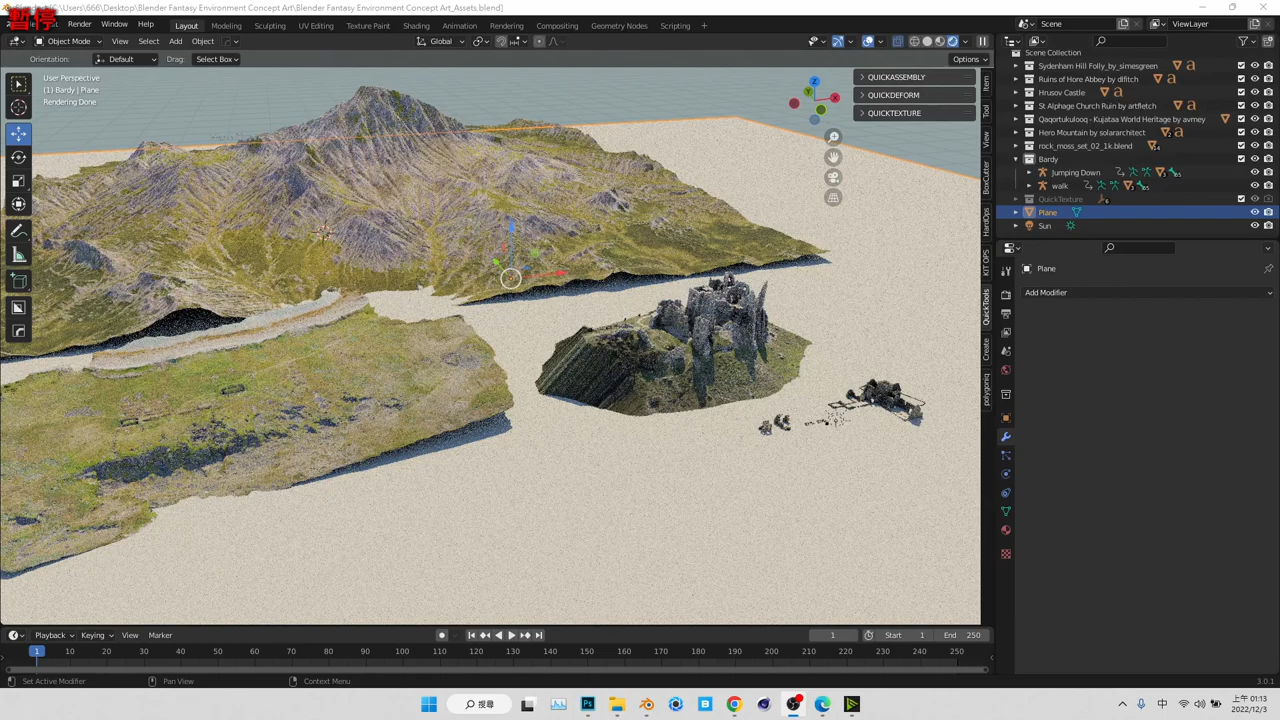 暫停
C:\Users\666\Desktop\Blender Fantasy Environment Concept Art\Blender Fantasy Environment Concept Art_Assets.blend]
Render Window Help Layout Modeling Sculpting UV Editing Texture Paint Shading Animation Rendering Compositing Geometry Nodes Scripting + Scene ViewLayer
Object Mode View Select Add Object Global
Orientation: Default Drag: Select Box Options
User Perspective
(1) Bardy | Plane
Rendering Done
QUICKASSEMBLY
QUICKDEFORM
QUICKTEXTURE
Z
X
Y
Item
Tool
View
BoxCutter
HardOps
KIT OPS
QuickTools
Create
polygoniq
Scene Collection
Sydenham Hill Folly_by_simesgreen
Ruins of Hore Abbey by dlfitch
Hrusov Castle
St Alphage Church Ruin by artfletch
Qaqortukulooq - Kujataa World Heritage by avmey
Hero Mountain by solararchitect
rock_moss_set_02_1k.blend
Bardy
Jumping Down
walk
QuickTexture
Plane
Sun
Plane
Add Modifier
Playback Keying View Marker 1 Start 1 End 250
1 10 20 30 40 50 60 70 80 90 100 110 120 130 140 150 160 170 180 190 200 210 220 230 240 250
Set Active Modifier Pan View Context Menu 3.0.1
搜尋
中
上午 01:13
2022/12/3